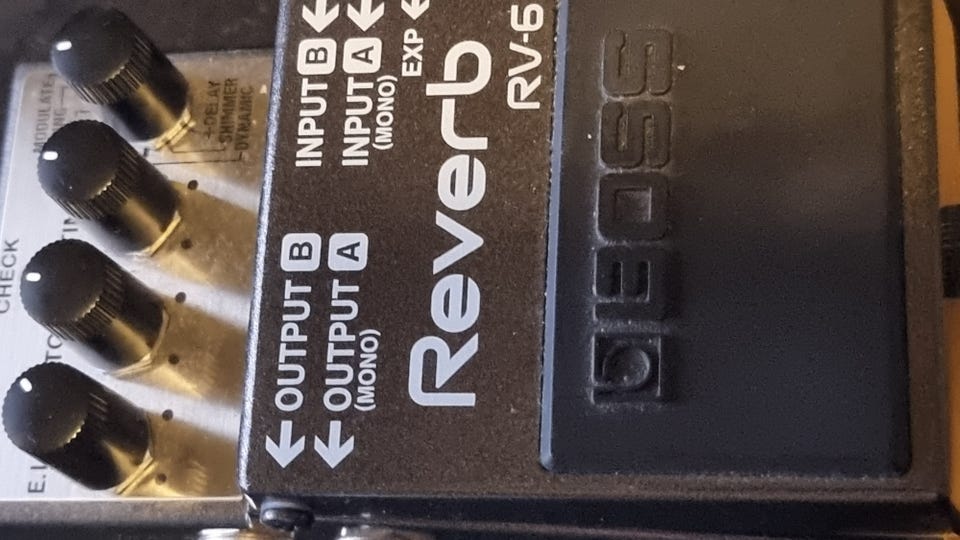 CHECK
MODULATE
+DELAY
SHIMMER
DYNAMIC
← OUTPUT B INPUT B ←
← OUTPUT A INPUT A ←
(MONO) (MONO)
EXP ←
Reverb
RV-6
BOSS